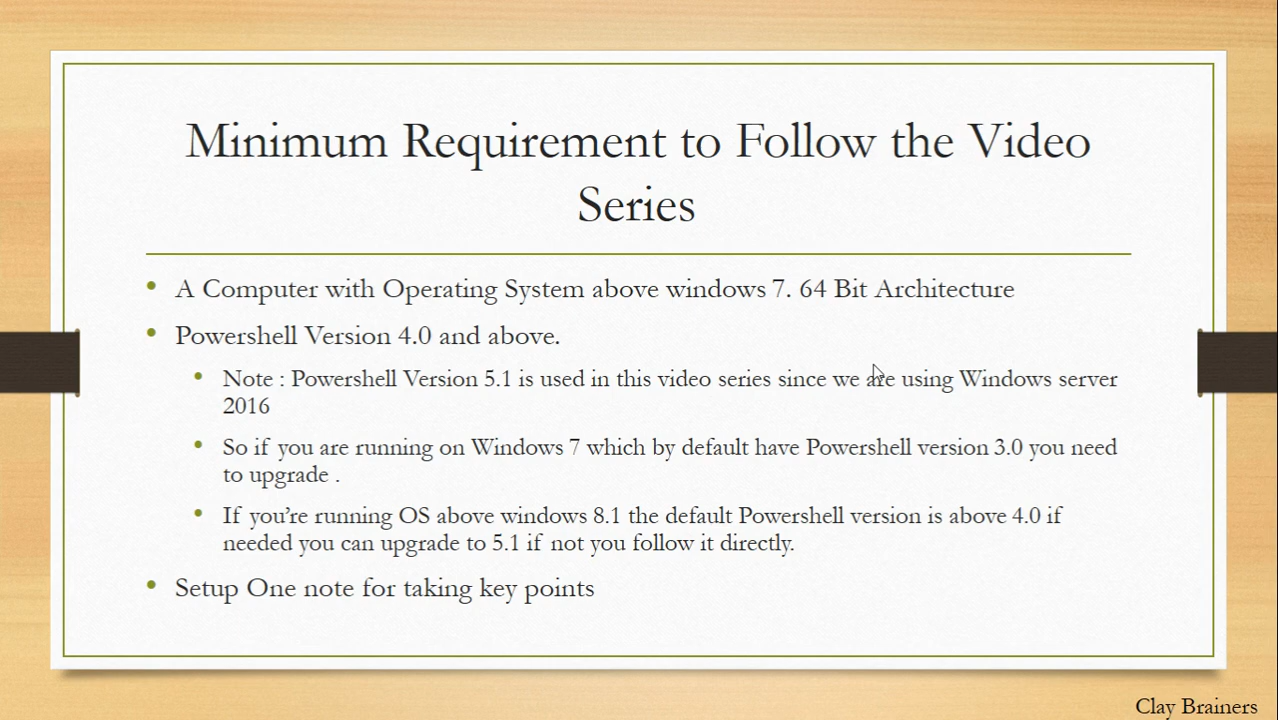 Minimum Requirement to Follow the Video
Series
• A Computer with Operating System above windows 7. 64 Bit Architecture
• Powershell Version 4.0 and above.
• Note : Powershell Version 5.1 is used in this video series since we are using Windows server
2016
• So if you are running on Windows 7 which by default have Powershell version 3.0 you need
to upgrade .
• If you’re running OS above windows 8.1 the default Powershell version is above 4.0 if
needed you can upgrade to 5.1 if not you follow it directly.
• Setup One note for taking key points
Clay Brainers